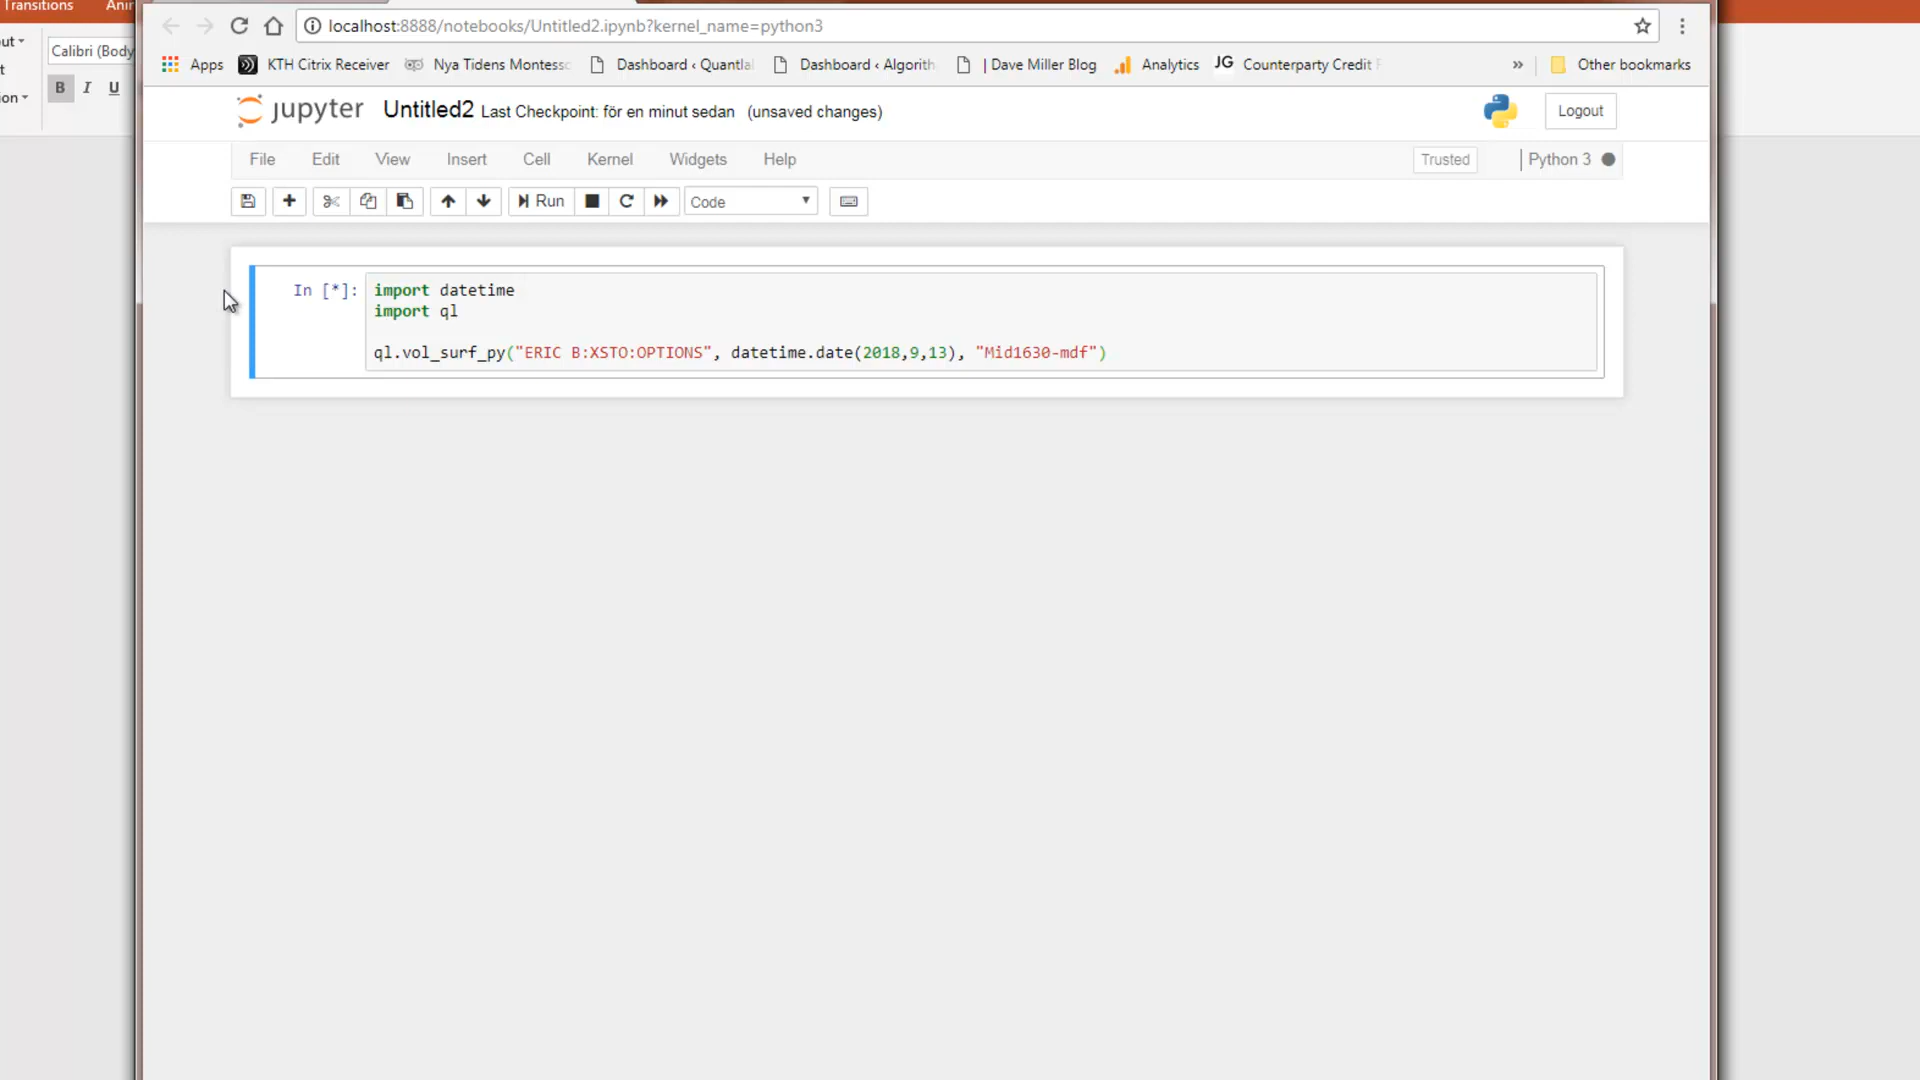 Transitions
ut
Calibri (Body
t
B I U
ion
localhost:8888/notebooks/Untitled2.ipynb?kernel_name=python3
Apps KTH Citrix Receiver Nya Tidens Montess Dashboard ‹ Quantla Dashboard ‹ Algorith | Dave Miller Blog Analytics JG Counterparty Credit » Other bookmarks
jupyter Untitled2 Last Checkpoint: för en minut sedan (unsaved changes) Logout
File Edit View Insert Cell Kernel Widgets Help Trusted | Python 3
Run Code
In [*]: import datetime
import ql
ql.vol_surf_py("ERIC B:XSTO:OPTIONS", datetime.date(2018,9,13), "Mid1630-mdf")